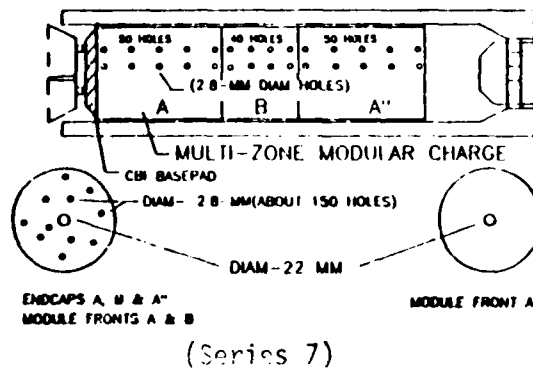 80 HOLES 40 HOLES 50 HOLES
(2.8-MM DIAM HOLES)
A B A"
MULTI-ZONE MODULAR CHARGE
CBI BASEPAD
DIAM- 2.8-MM(ABOUT 150 HOLES)
DIAM-22 MM
ENDCAPS A, B & A"
MODULE FRONTS A & B
MODULE FRONT A
(Series 7)